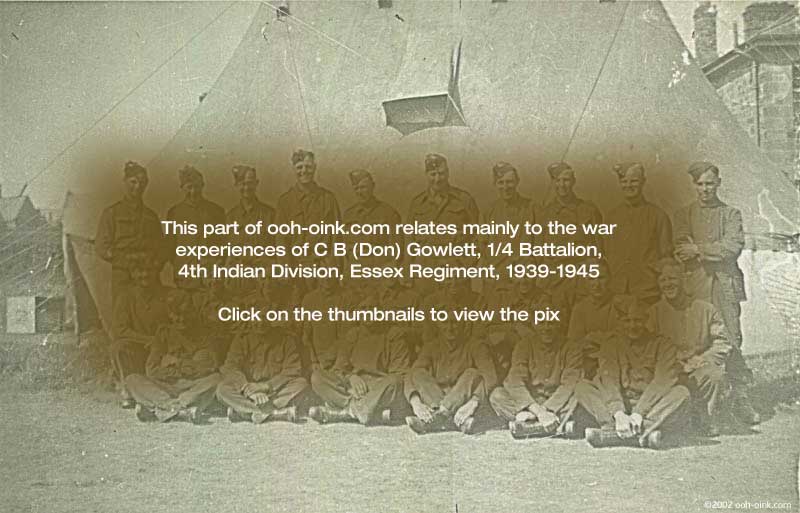 This part of ooh-oink.com relates mainly to the war
experiences of C B (Don) Gowlett, 1/4 Battalion,
4th Indian Division, Essex Regiment, 1939-1945
Click on the thumbnails to view the pix
©2002 ooh-oink.com